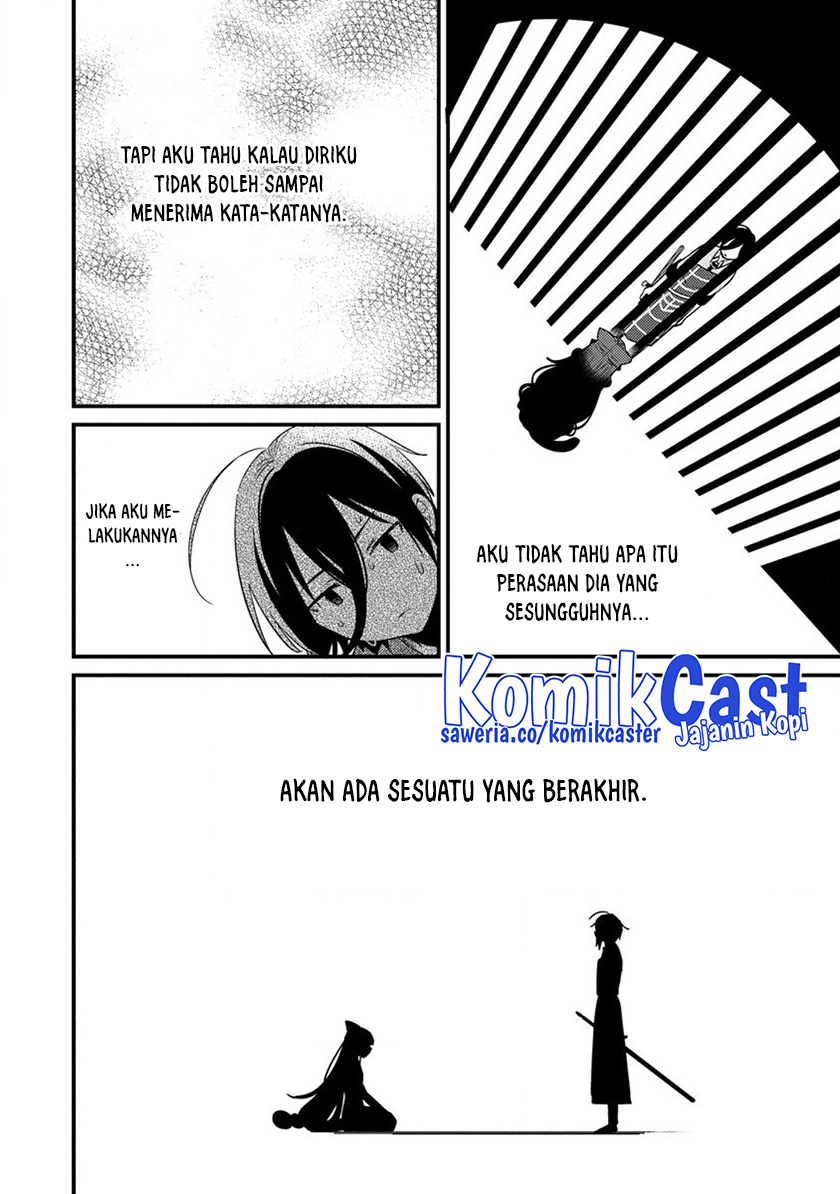 AKU TIDAK TAHU APA ITU
PERASAAN DIA YANG
SESUNGGUHNYA...
TAPI AKU TAHU KALAU DIRIKU
TIDAK BOLEH SAMPAI
MENERIMA KATA-KATANYA.
JIKA AKU ME-
LAKUKANNYA
...
KomikCast
saweria.co/komikcaster Jajanin Kopi
AKAN ADA SESUATU YANG BERAKHIR.